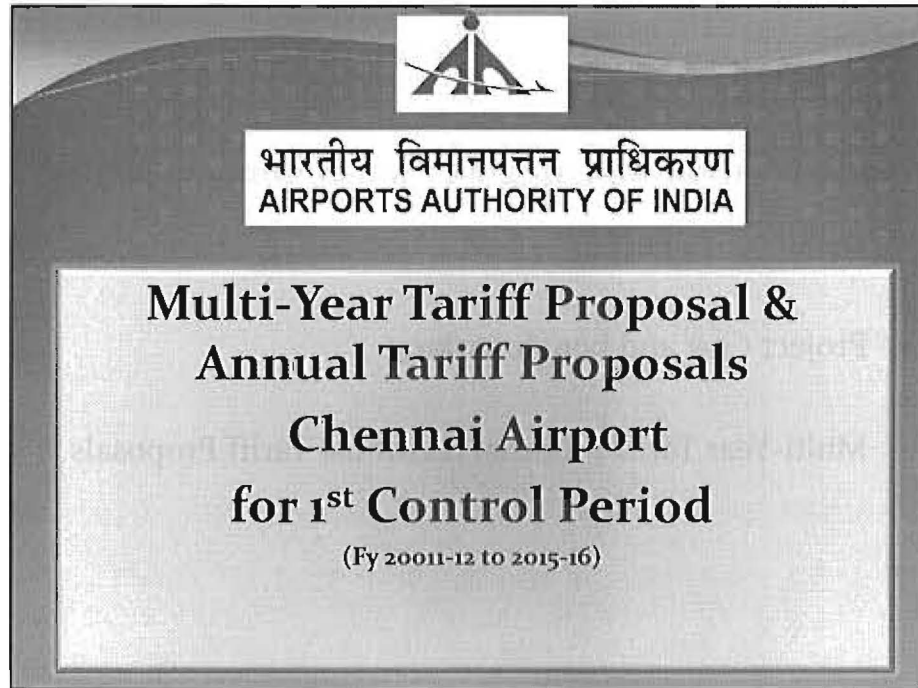 भारतीय विमानपत्तन प्राधिकरण
AIRPORTS AUTHORITY OF INDIA
Multi-Year Tariff Proposal &
Annual Tariff Proposals
Chennai Airport
for 1st Control Period
(Fy 20011-12 to 2015-16)